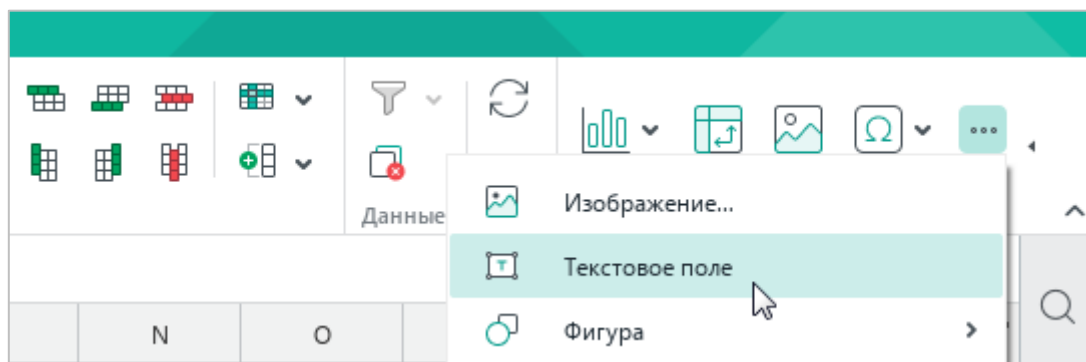 Данные
Изображение...
Текстовое поле
N
O
Фигура